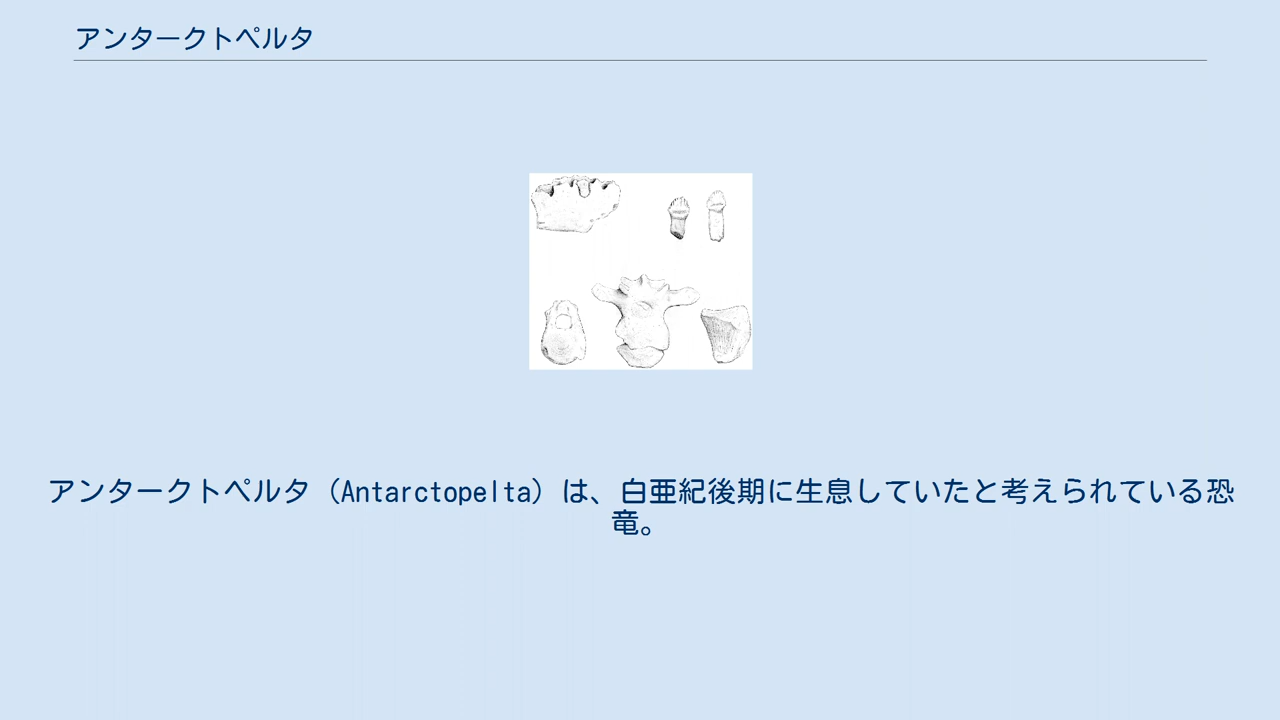 アンタークトペルタ
アンタークトペルタ（Antarctopelta）は、白亜紀後期に生息していたと考えられている恐
竜。